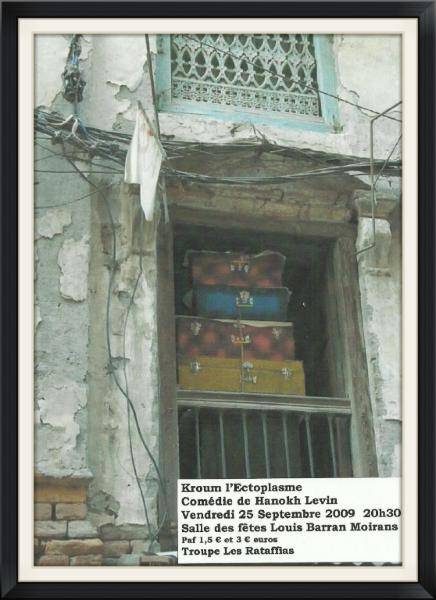 Kroum l'Ectoplasme
Comédie de Hanokh Levin
Vendredi 25 Septembre 2009 20h30
Salle des fêtes Louis Barran Moirans
Paf 1,5 € et 3 € euros
Troupe Les Rataffias